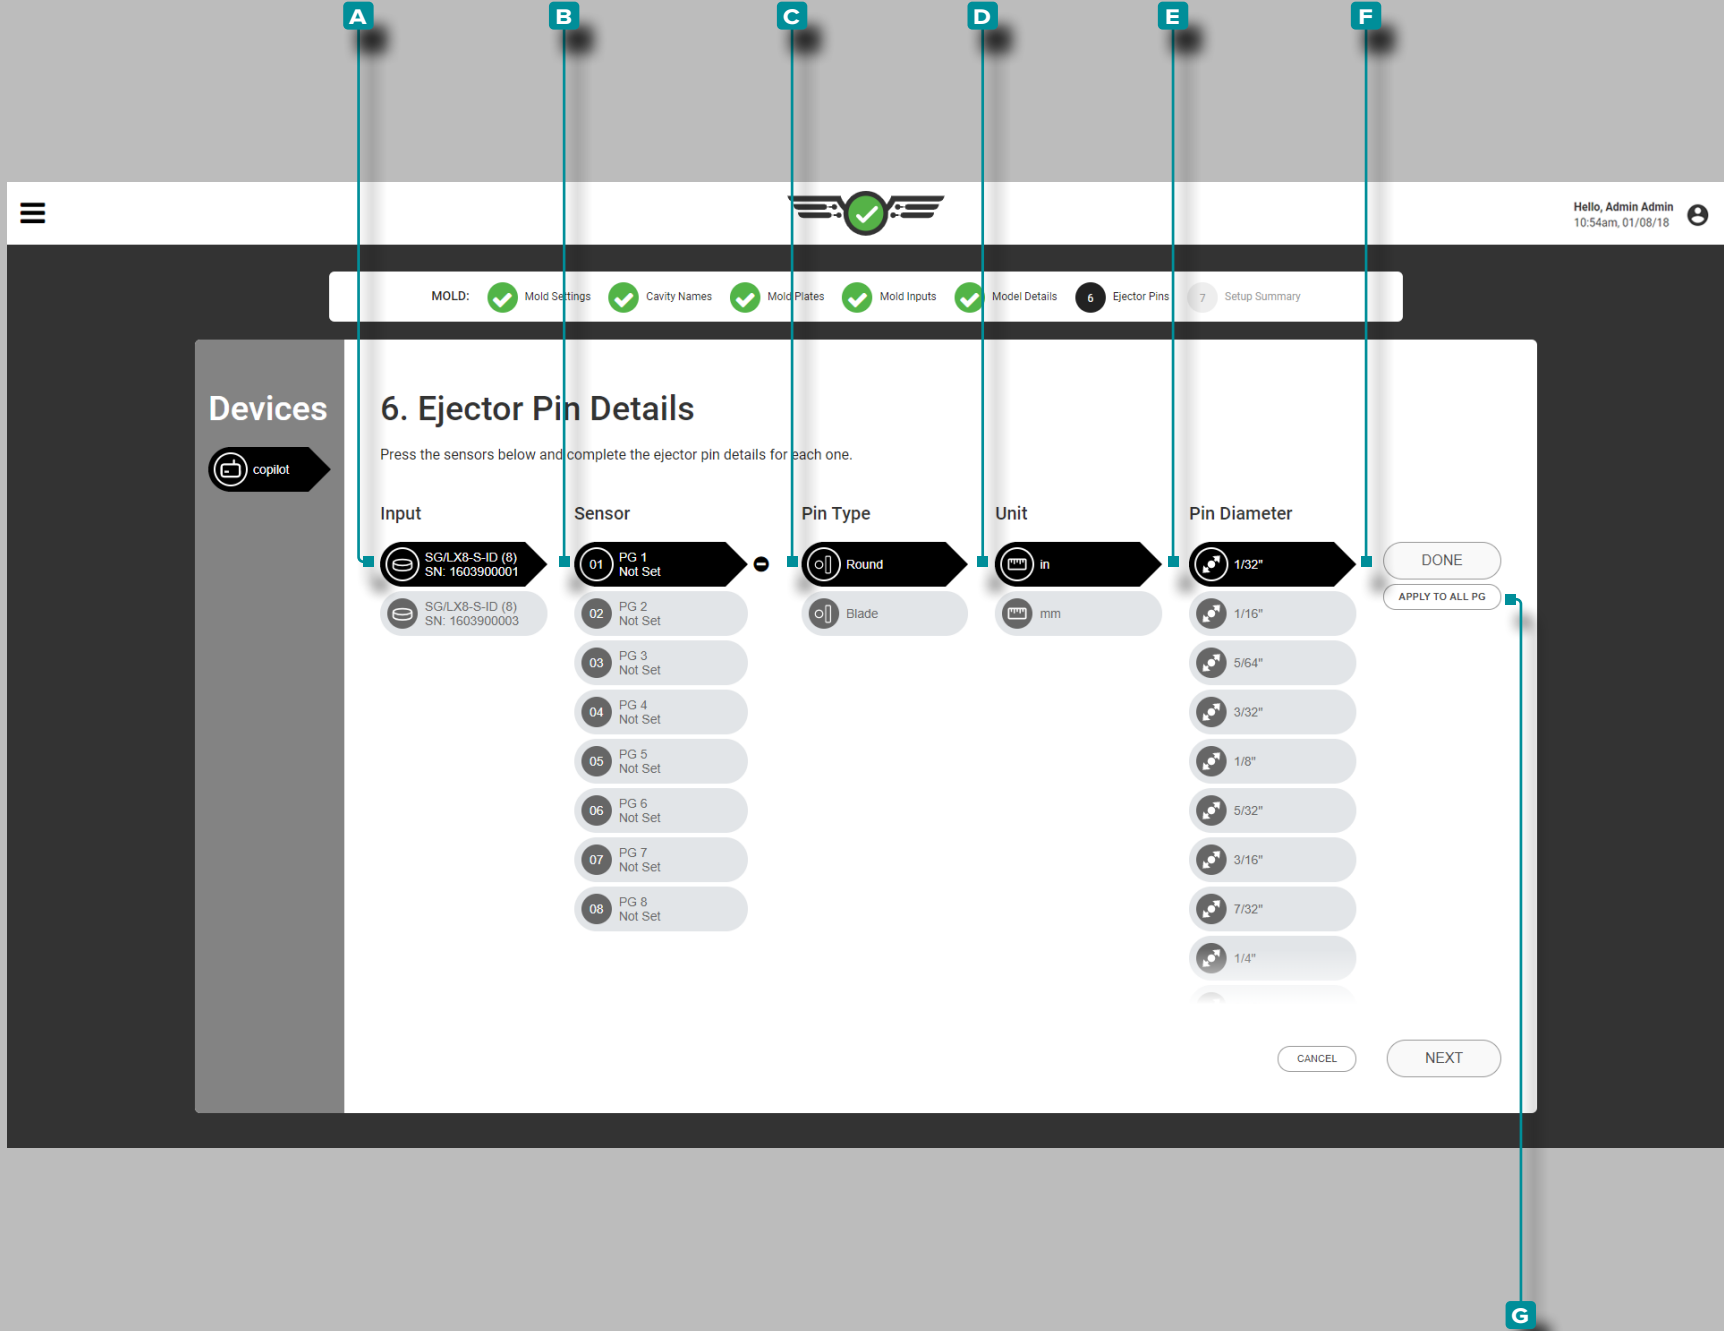 A B C D E F
Hello, Admin Admin
10:54am, 01/08/18
MOLD: Mold Settings Cavity Names Mold Plates Mold Inputs Model Details 6 Ejector Pins 7 Setup Summary
Devices
copilot
6. Ejector Pin Details
Press the sensors below and complete the ejector pin details for each one.
Input
SG/LX8-S-ID (8)
SN: 1603900001
SG/LX8-S-ID (8)
SN: 1603900003
Sensor
01 PG 1
Not Set
02 PG 2
Not Set
03 PG 3
Not Set
04 PG 4
Not Set
05 PG 5
Not Set
06 PG 6
Not Set
07 PG 7
Not Set
08 PG 8
Not Set
Pin Type
Round
Blade
Unit
in
mm
Pin Diameter
1/32"
1/16"
5/64"
3/32"
1/8"
5/32"
3/16"
7/32"
1/4"
DONE
APPLY TO ALL PG
CANCEL
NEXT
G